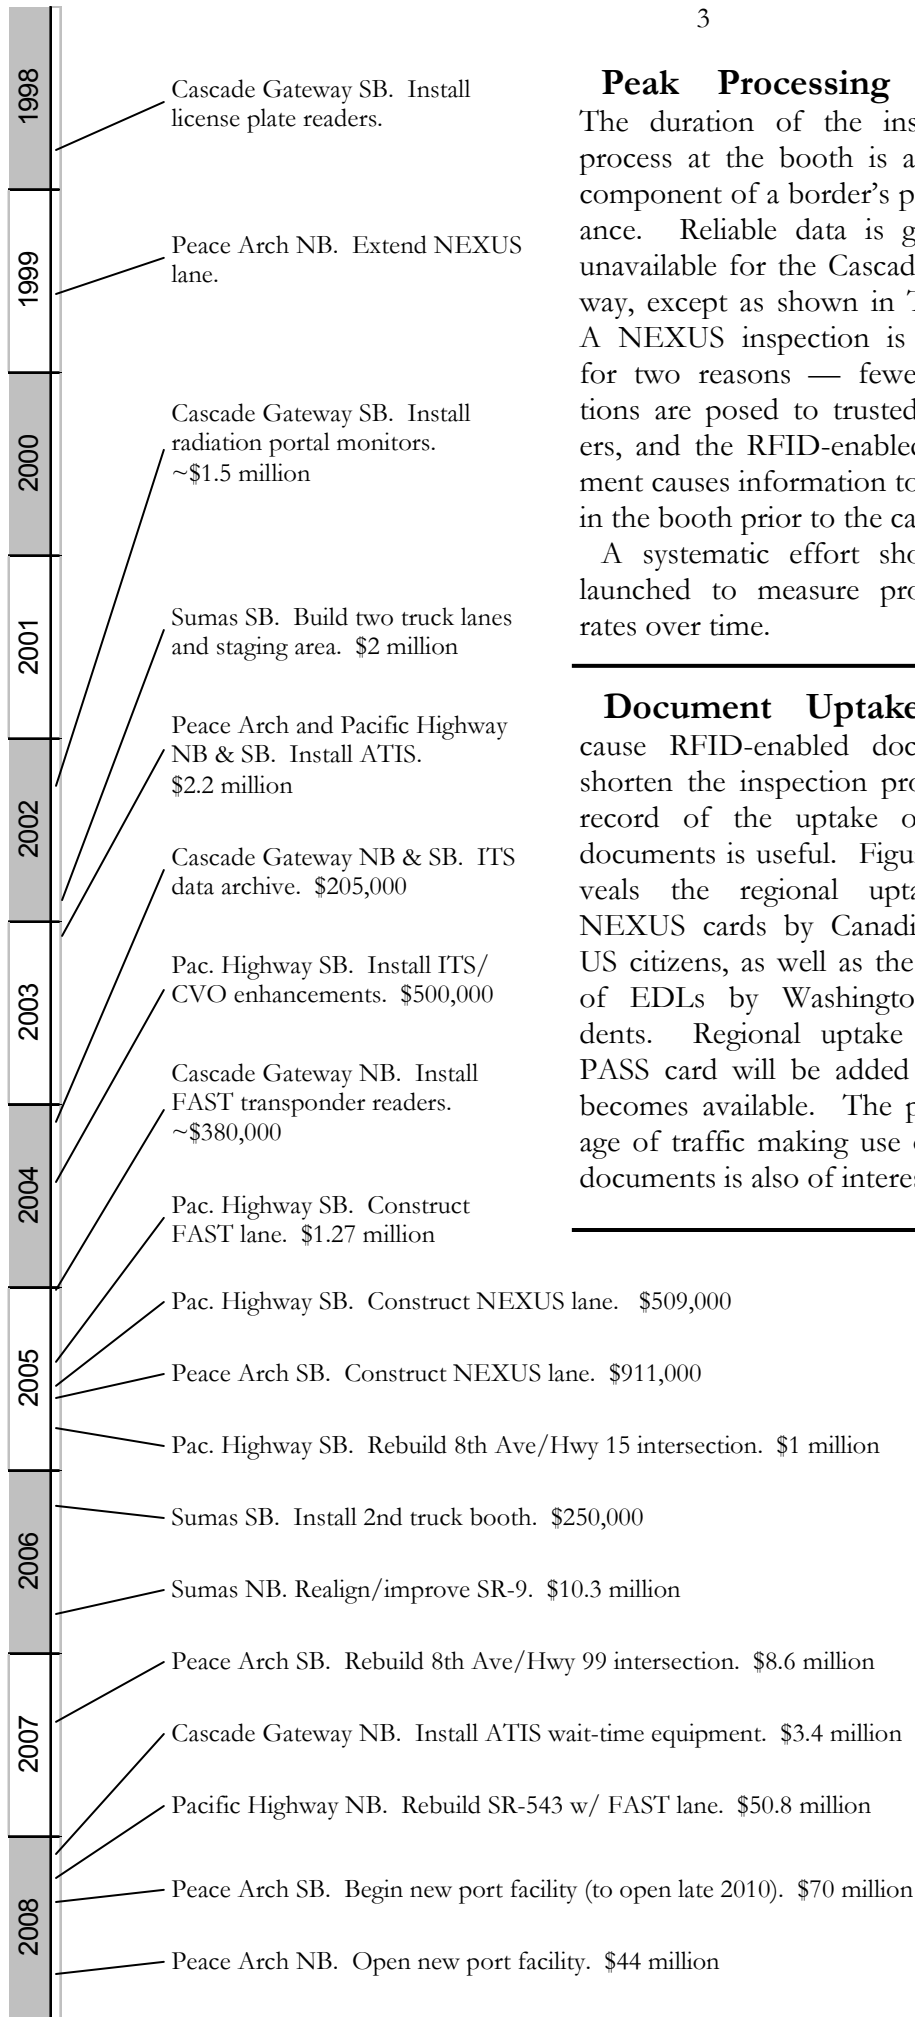 3
1998
1999
2000
2001
2002
2003
2004
2005
2006
2007
2008
Cascade Gateway SB.  Install
license plate readers.
Peace Arch NB.  Extend NEXUS
lane.
Cascade Gateway SB.  Install
radiation portal monitors.
~$1.5 million
Sumas SB.  Build two truck lanes
and staging area.  $2 million
Peace Arch and Pacific Highway
NB & SB.  Install ATIS.
$2.2 million
Cascade Gateway NB & SB.  ITS
data archive.  $205,000
Pac. Highway SB.  Install ITS/
CVO enhancements.  $500,000
Cascade Gateway NB.  Install
FAST transponder readers.
~$380,000
Pac. Highway SB.  Construct
FAST lane.  $1.27 million
Pac. Highway SB.  Construct NEXUS lane.   $509,000
Peace Arch SB.  Construct NEXUS lane.  $911,000
Pac. Highway SB.  Rebuild 8th Ave/Hwy 15 intersection.  $1 million
Sumas SB.  Install 2nd truck booth.  $250,000
Sumas NB. Realign/improve SR-9.  $10.3 million
Peace Arch SB.  Rebuild 8th Ave/Hwy 99 intersection.  $8.6 million
Cascade Gateway NB.  Install ATIS wait-time equipment.  $3.4 million
Pacific Highway NB.  Rebuild SR-543 w/ FAST lane.  $50.8 million
Peace Arch SB.  Begin new port facility (to open late 2010).  $70 million
Peace Arch NB.  Open new port facility.  $44 million
Peak Processing
The duration of the ins
process at the booth is a
component of a border's p
ance.  Reliable data is g
unavailable for the Cascad
way, except as shown in T
A NEXUS inspection is
for two reasons — fewe
tions are posed to trusted
ers, and the RFID-enabled
ment causes information to
in the booth prior to the ca
A systematic effort sho
launched to measure pro
rates over time.
Document Uptake
cause RFID-enabled doc
shorten the inspection pro
record of the uptake o
documents is useful.  Figu
veals the regional upta
NEXUS cards by Canadi
US citizens, as well as the
of EDLs by Washingto
dents.  Regional uptake
PASS card will be added
becomes available.  The p
age of traffic making use
documents is also of interes